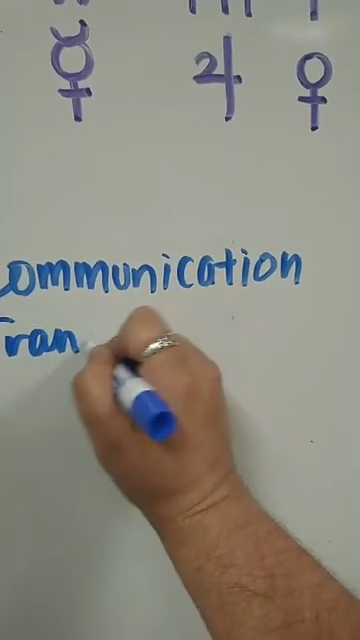 ☿ ♃ ♀
ommunication
Tran